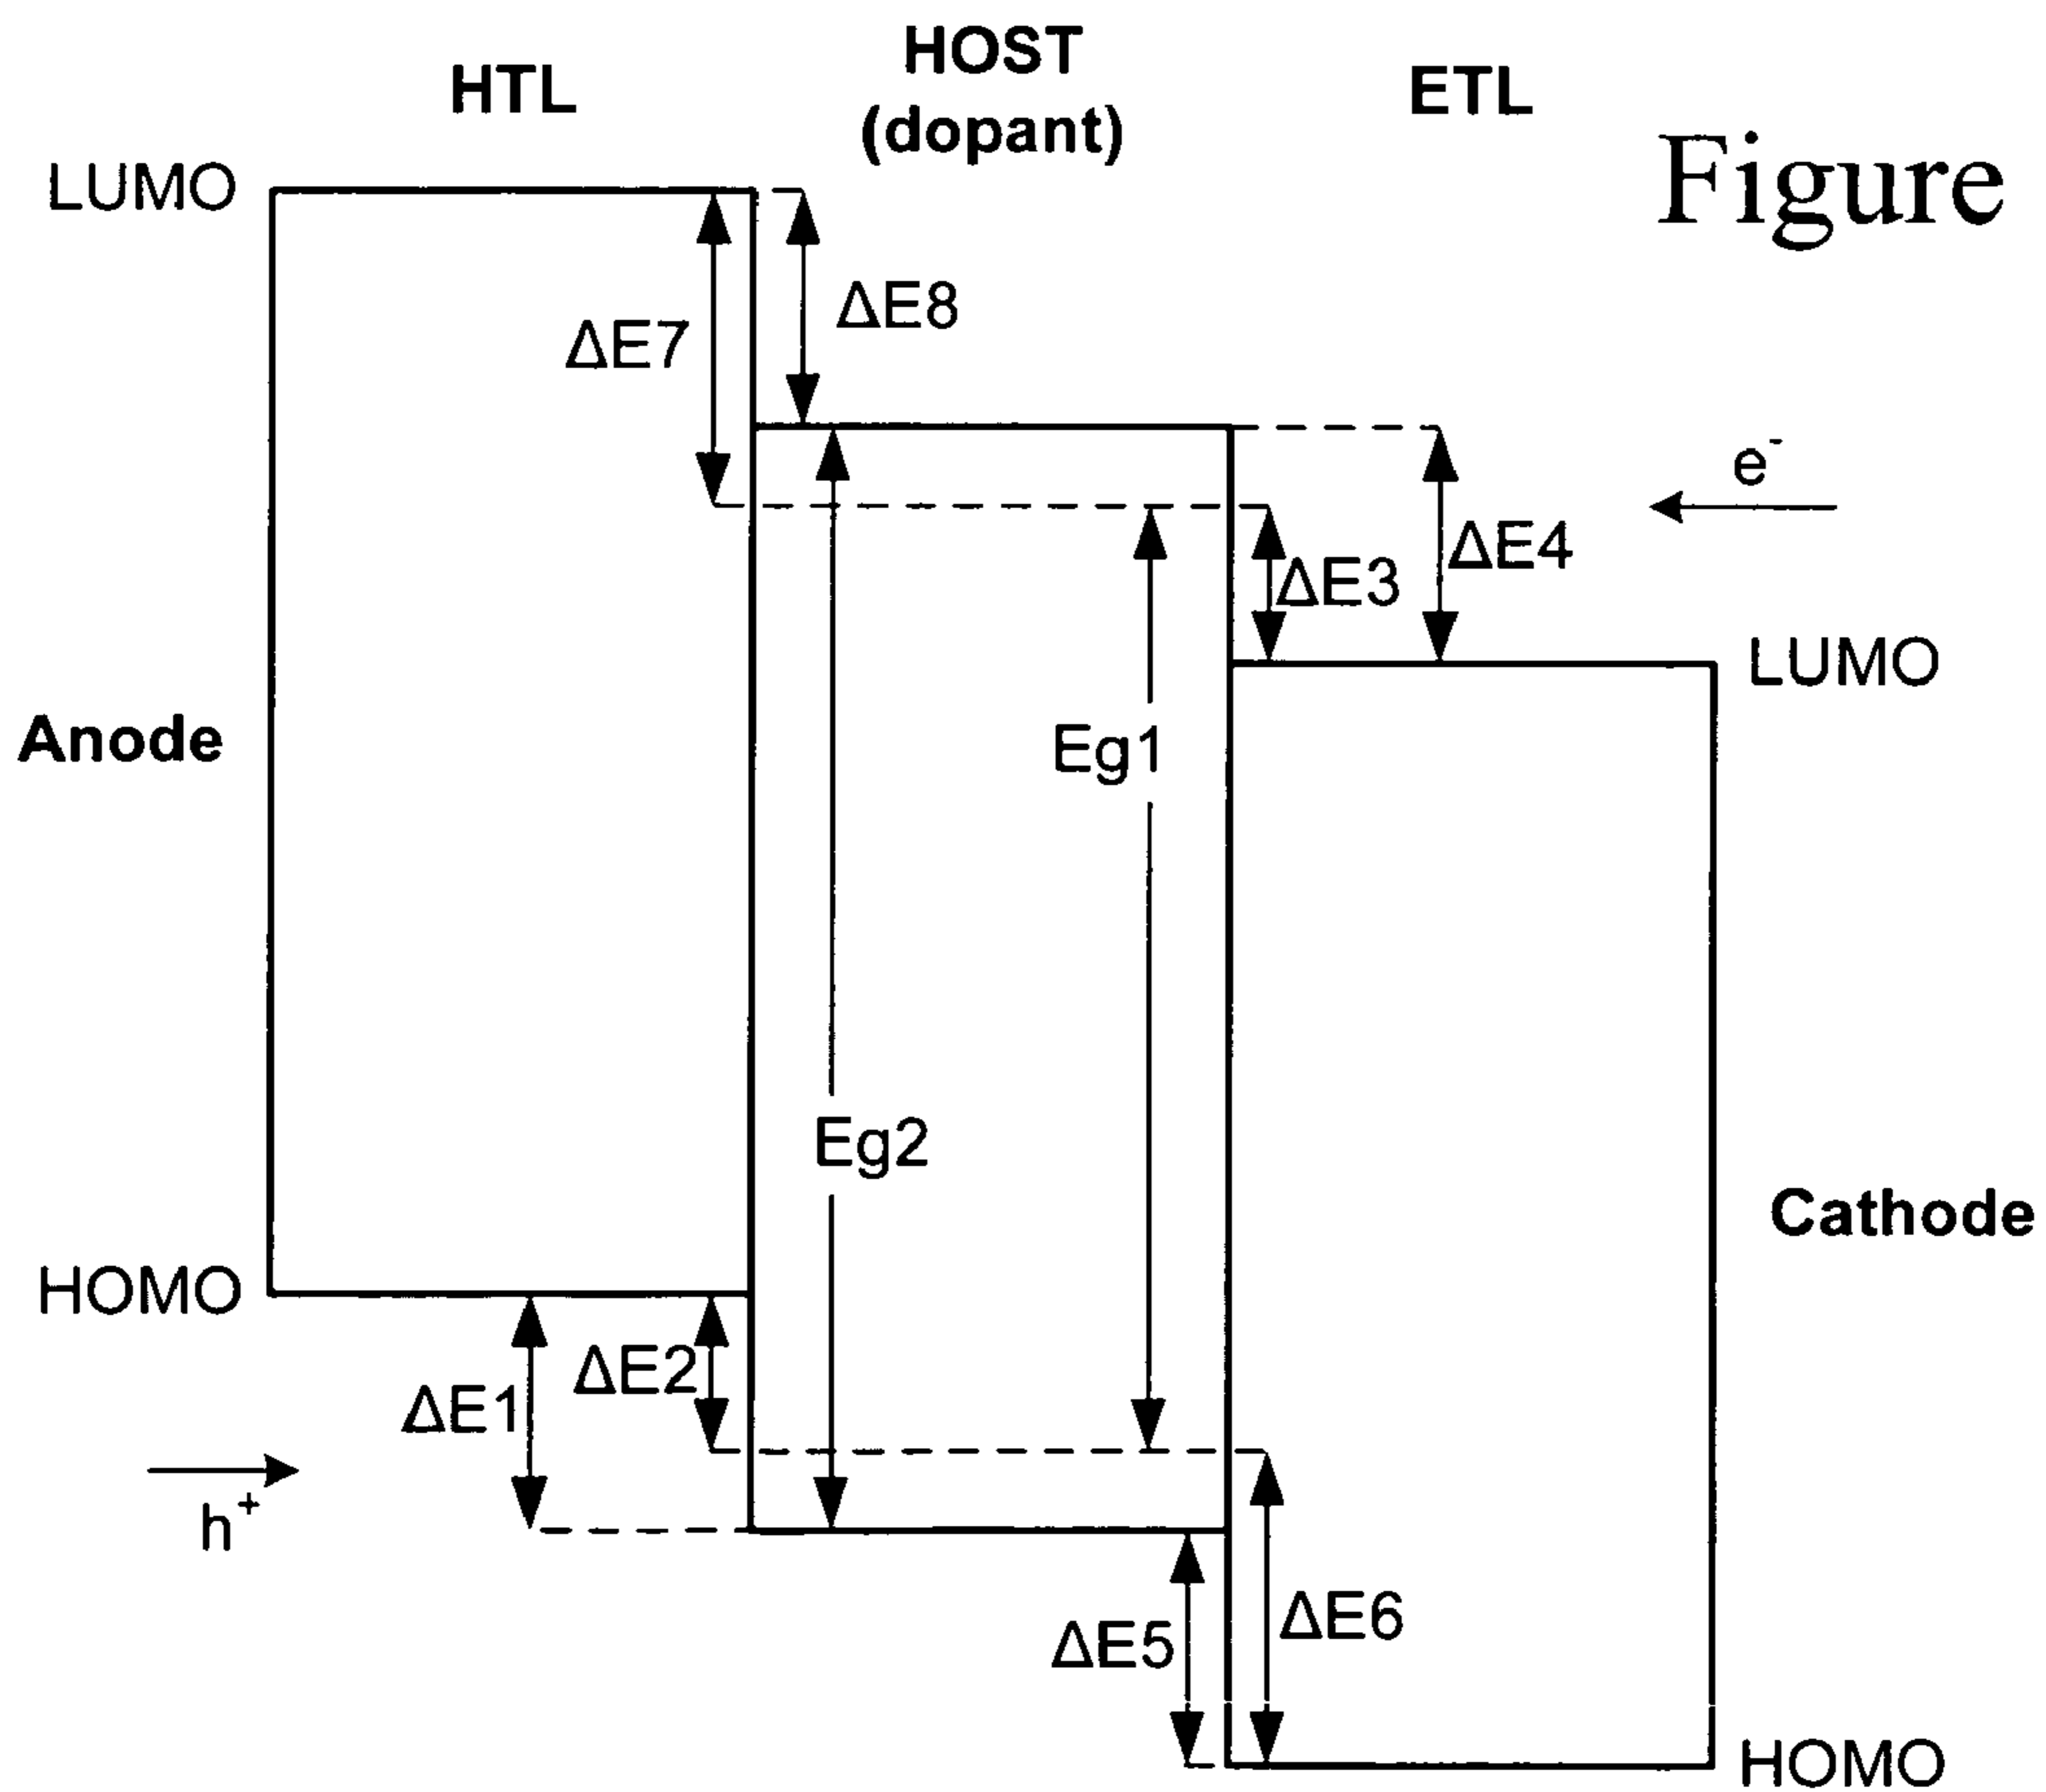 HTL
HOST
(dopant)
ETL
Figure
LUMO
ΔE8
ΔE7
e⁻
ΔE4
ΔE3
LUMO
Anode
Eg1
Eg2
Cathode
HOMO
ΔE2
ΔE1
h⁺
ΔE6
ΔE5
HOMO